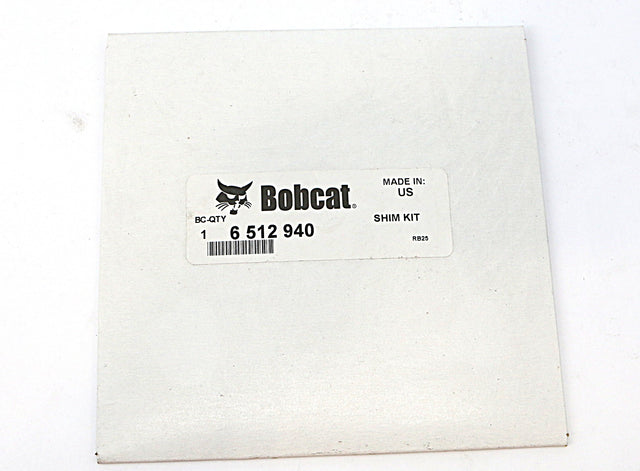 Bobcat®
MADE IN:
US
BC-QTY
SHIM KIT
1 6 512 940
RB25